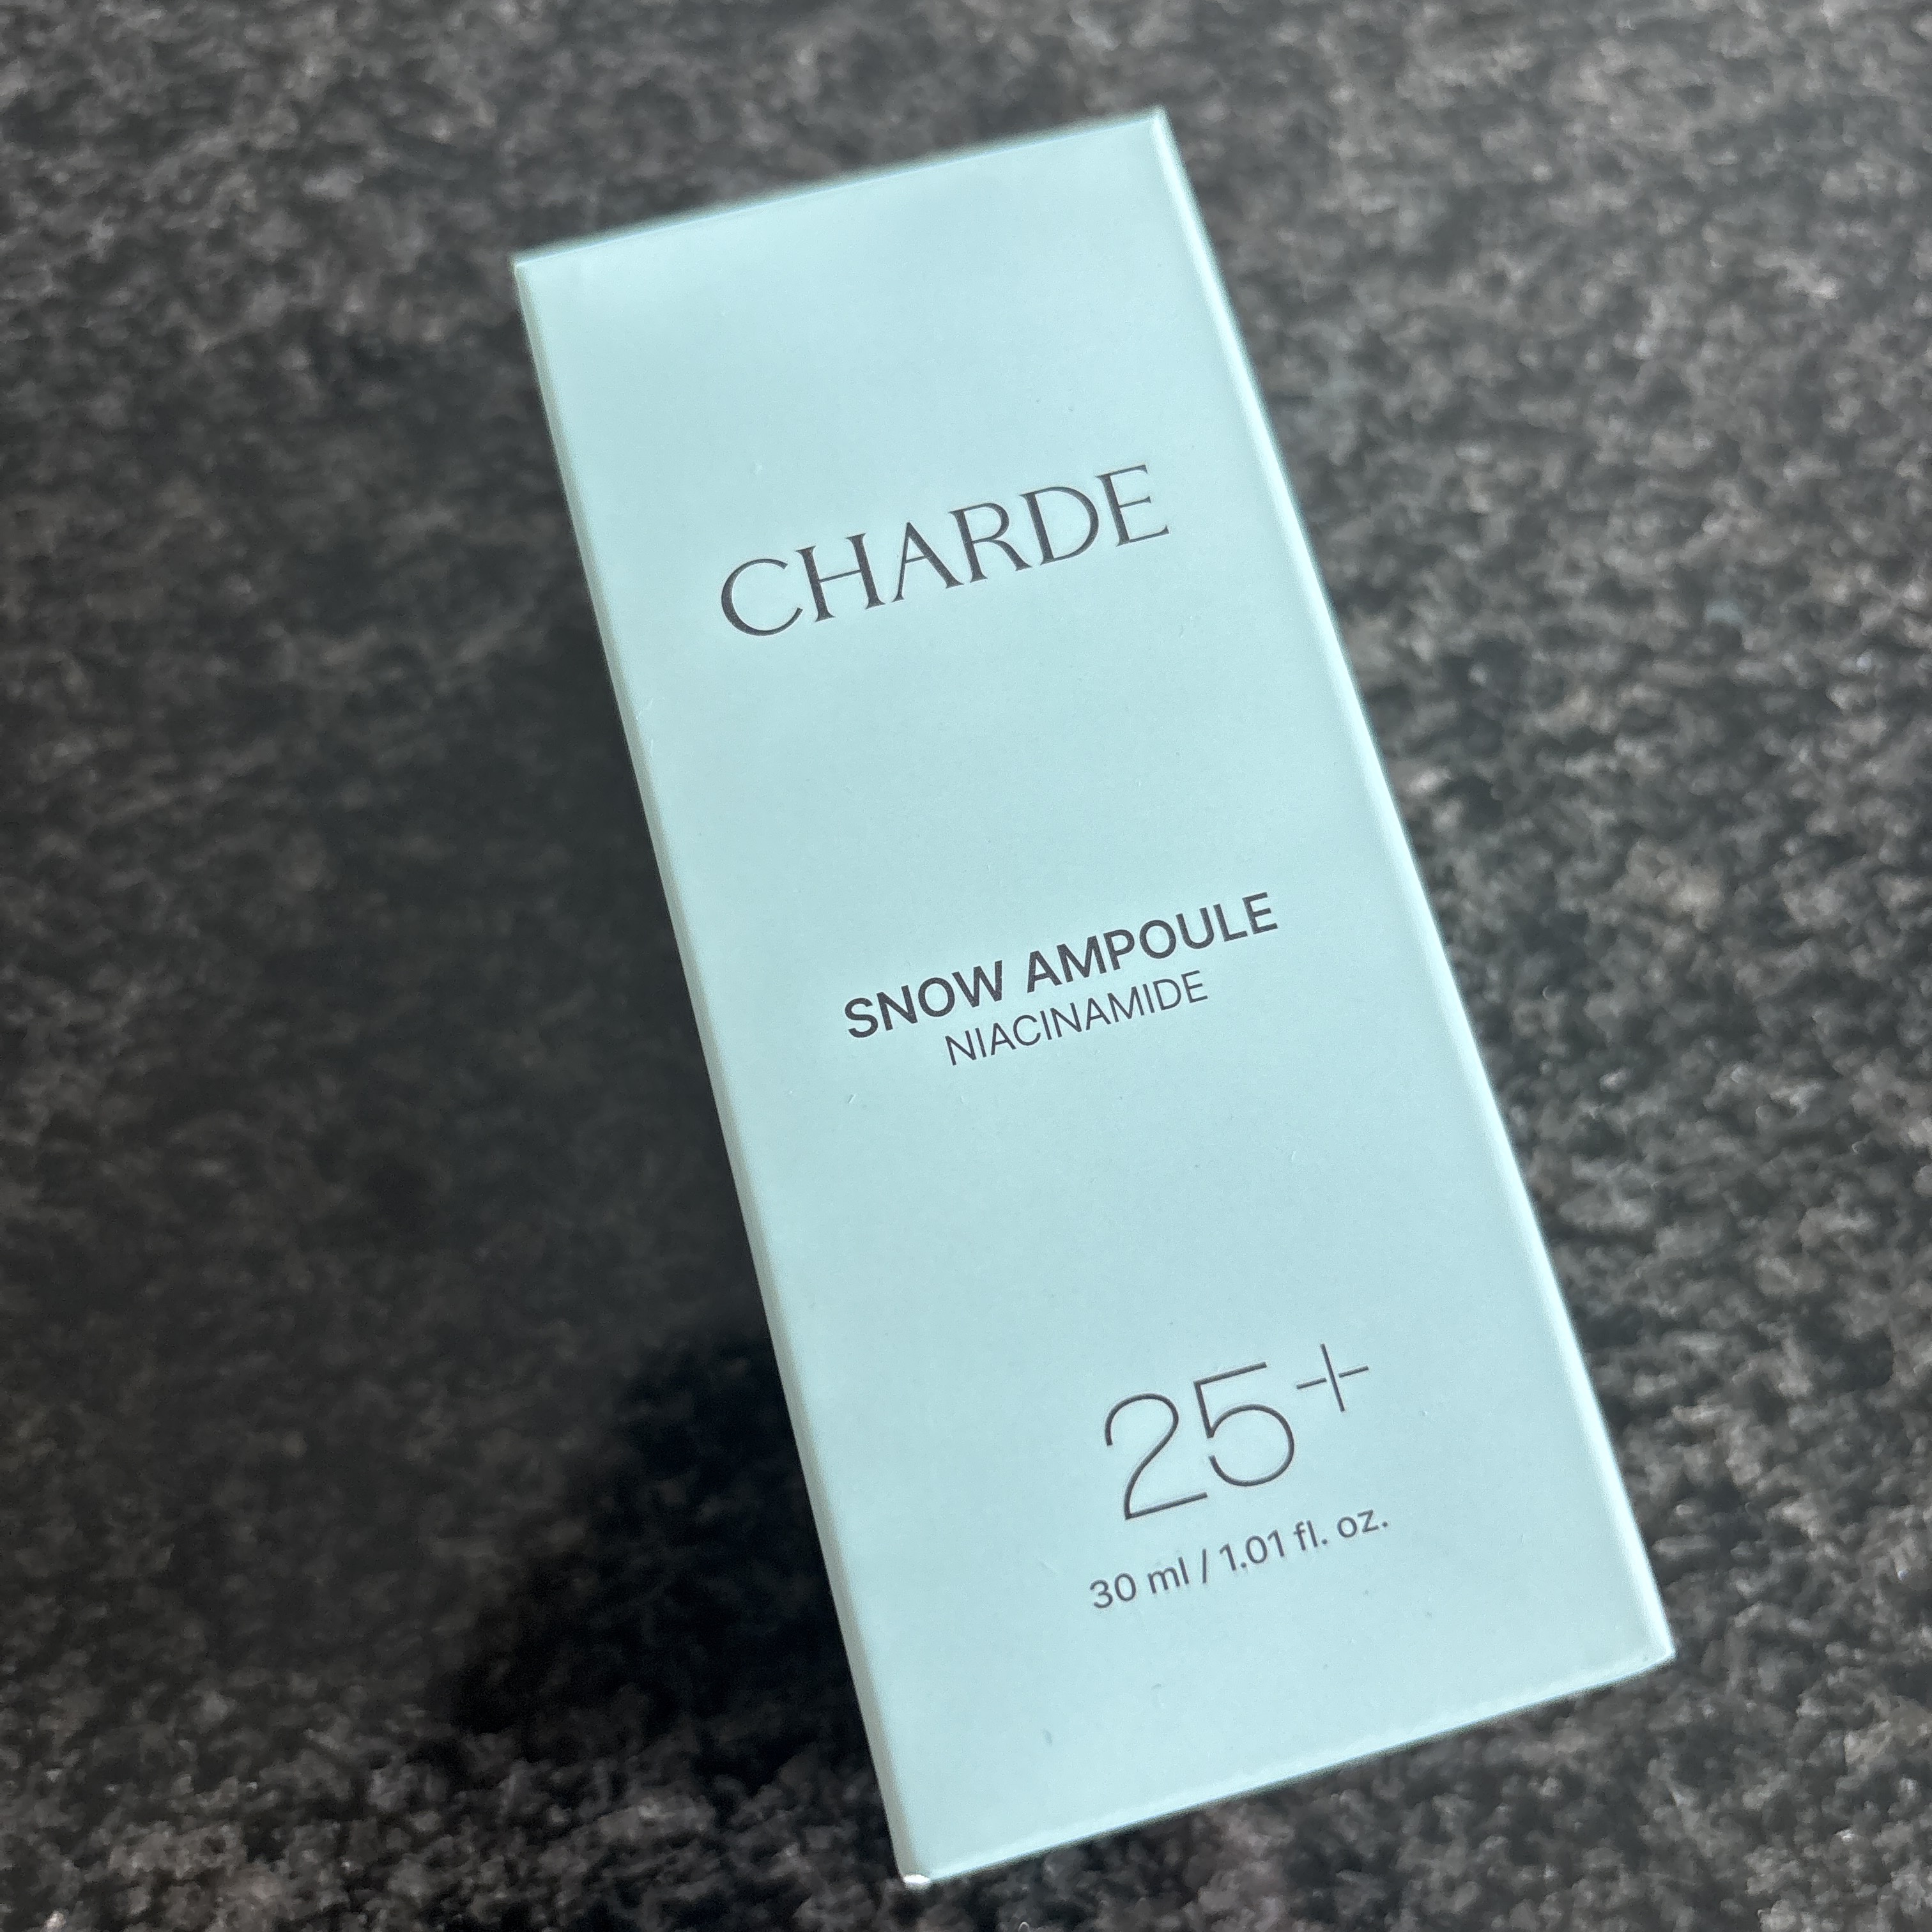 CHARDE
SNOW AMPOULE
NIACINAMIDE
25+
30 ml / 1.01 fl. oz.